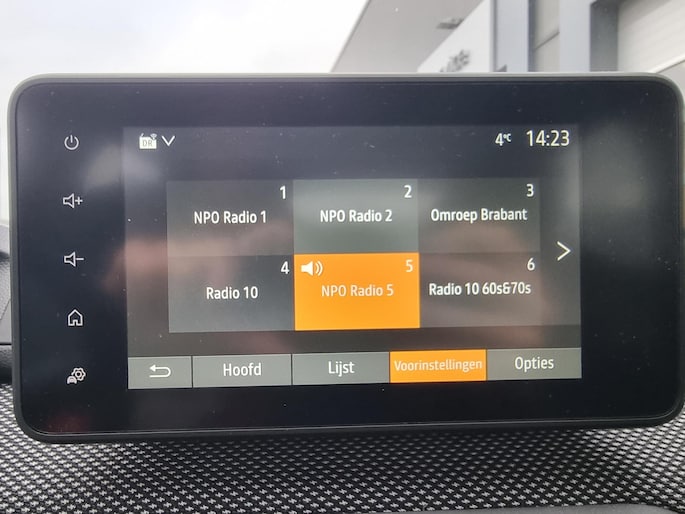 DR
4°C 14:23
1 2 3
NPO Radio 1 NPO Radio 2 Omroep Brabant
4 5 6
Radio 10 NPO Radio 5 Radio 10 60s&70s
Hoofd Lijst Voorinstellingen Opties